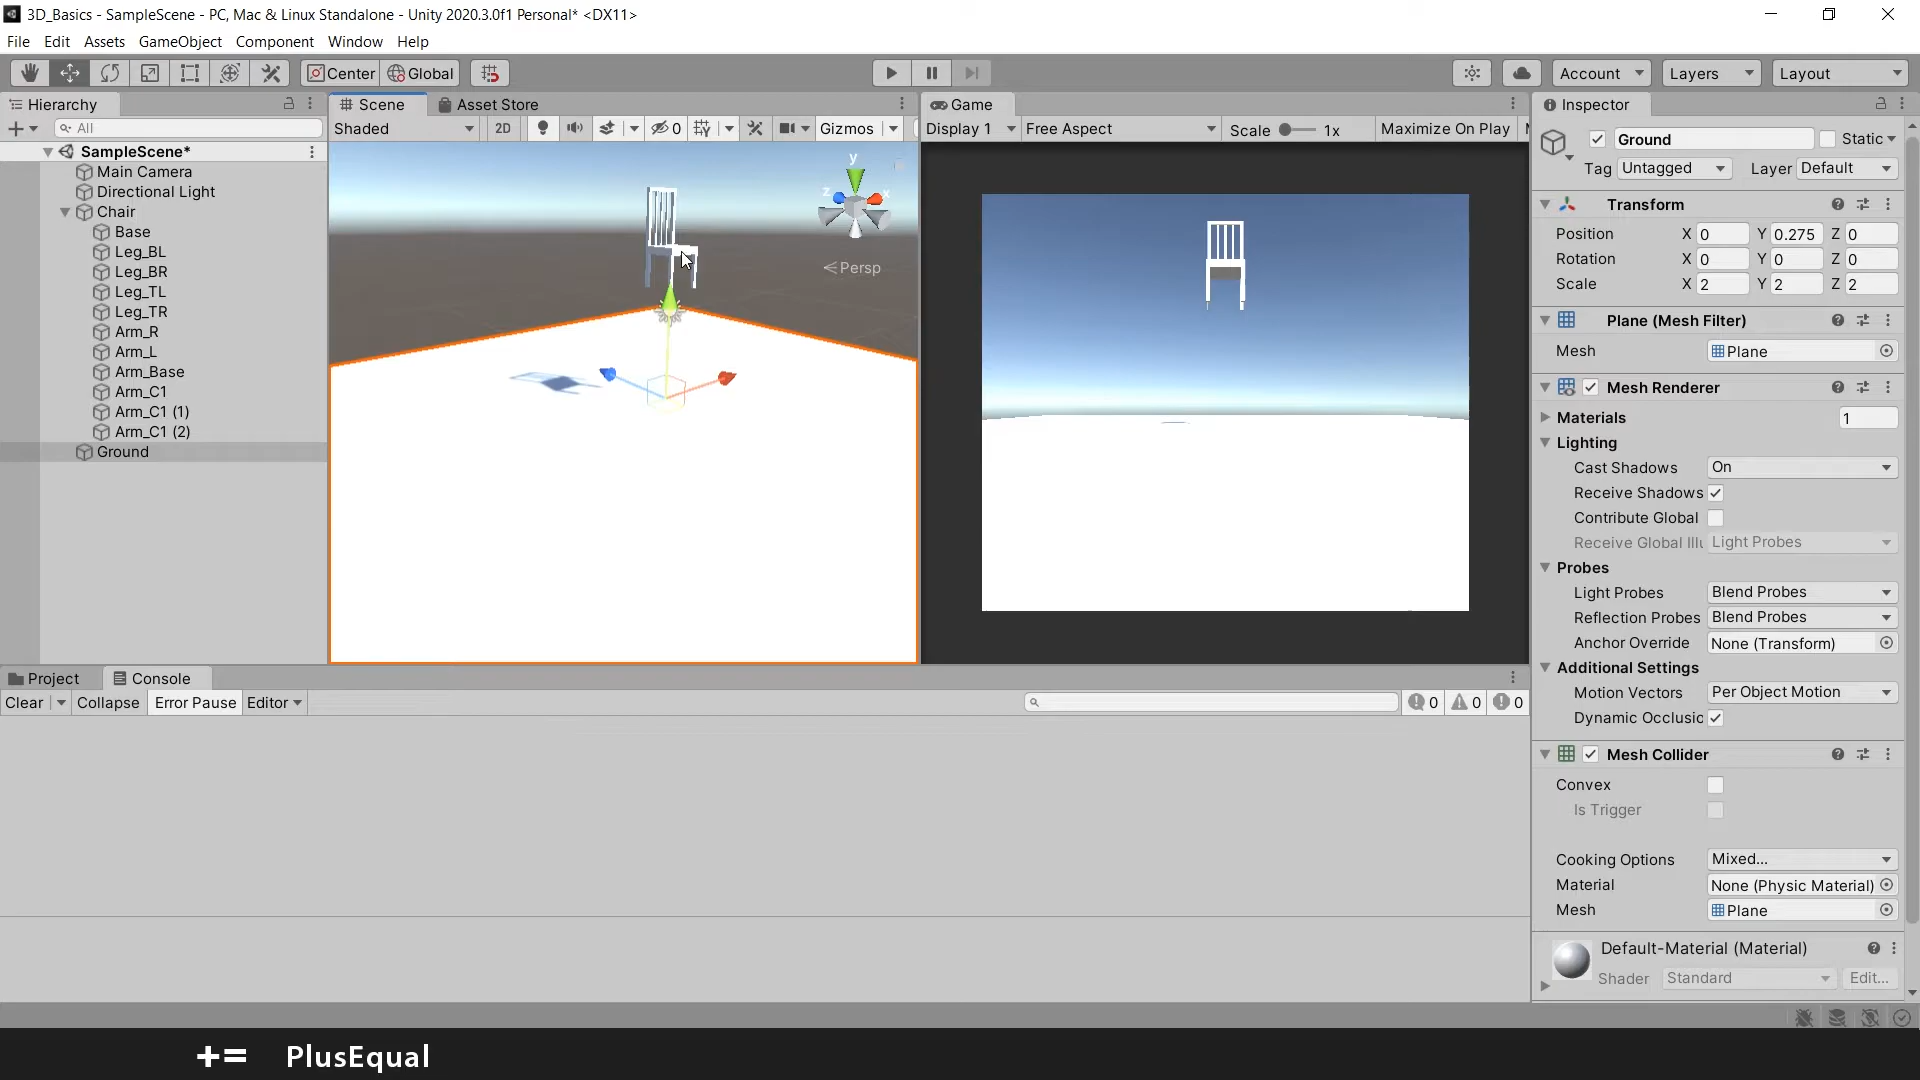 3D_Basics - SampleScene - PC, Mac & Linux Standalone - Unity 2020.3.0f1 Personal* <DX11>
File Edit Assets GameObject Component Window Help
Center Global Account Layers Layout
Hierarchy
All
SampleScene*
Main Camera
Directional Light
Chair
Base
Leg_BL
Leg_BR
Leg_TL
Leg_TR
Arm_R
Arm_L
Arm_Base
Arm_C1
Arm_C1 (1)
Arm_C1 (2)
Ground
Scene Asset Store
Shaded 2D 0 Gizmos
y
z x
Persp
Game
Display 1 Free Aspect Scale 1x Maximize On Play
Inspector
Ground Static
Tag Untagged Layer Default
Transform
Position X 0 Y 0.275 Z 0
Rotation X 0 Y 0 Z 0
Scale X 2 Y 2 Z 2
Plane (Mesh Filter)
Mesh Plane
Mesh Renderer
Materials 1
Lighting
Cast Shadows On
Receive Shadows
Contribute Global
Receive Global Illu Light Probes
Probes
Light Probes Blend Probes
Reflection Probes Blend Probes
Anchor Override None (Transform)
Additional Settings
Motion Vectors Per Object Motion
Dynamic Occlusic
Mesh Collider
Convex
Is Trigger
Cooking Options Mixed...
Material None (Physic Material)
Mesh Plane
Default-Material (Material)
Shader Standard Edit...
Project Console
Clear Collapse Error Pause Editor 0 0 0
+= PlusEqual